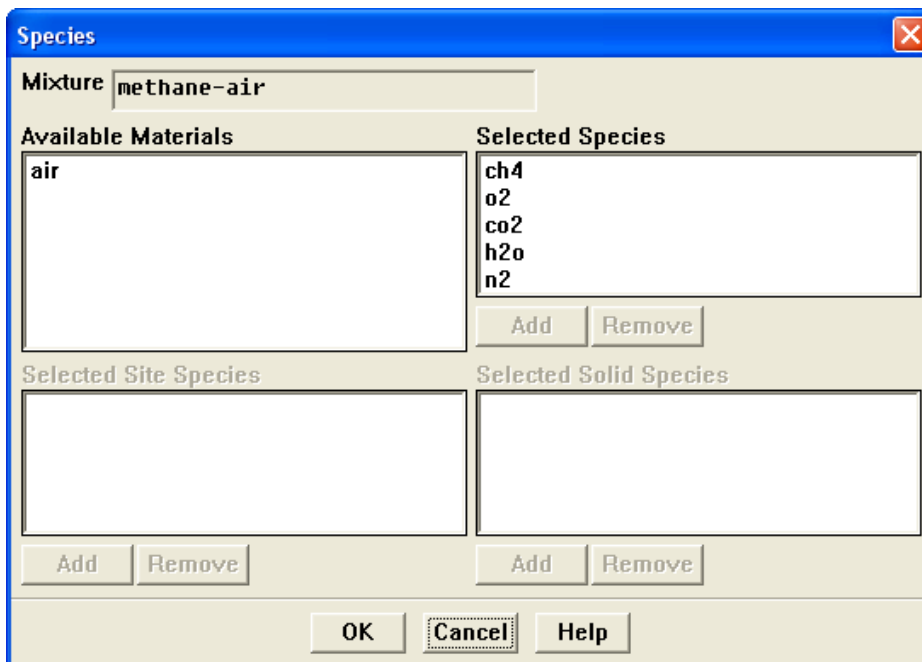 Species
Mixture methane-air
Available Materials
air
Selected Species
ch4
o2
co2
h2o
n2
Add Remove
Selected Site Species
Selected Solid Species
Add Remove
Add Remove
OK Cancel Help